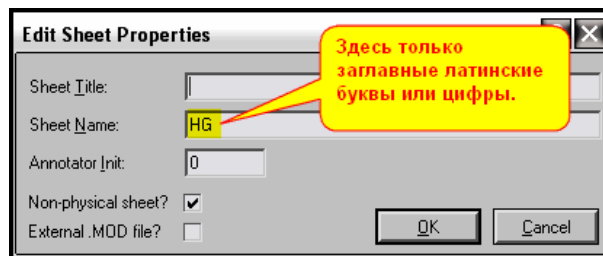 Edit Sheet Properties
Здесь только
заглавные латинские
буквы или цифры.
Sheet Title:
Sheet Name: HG
Annotator Init: 0
Non-physical sheet?
External .MOD file?
OK Cancel